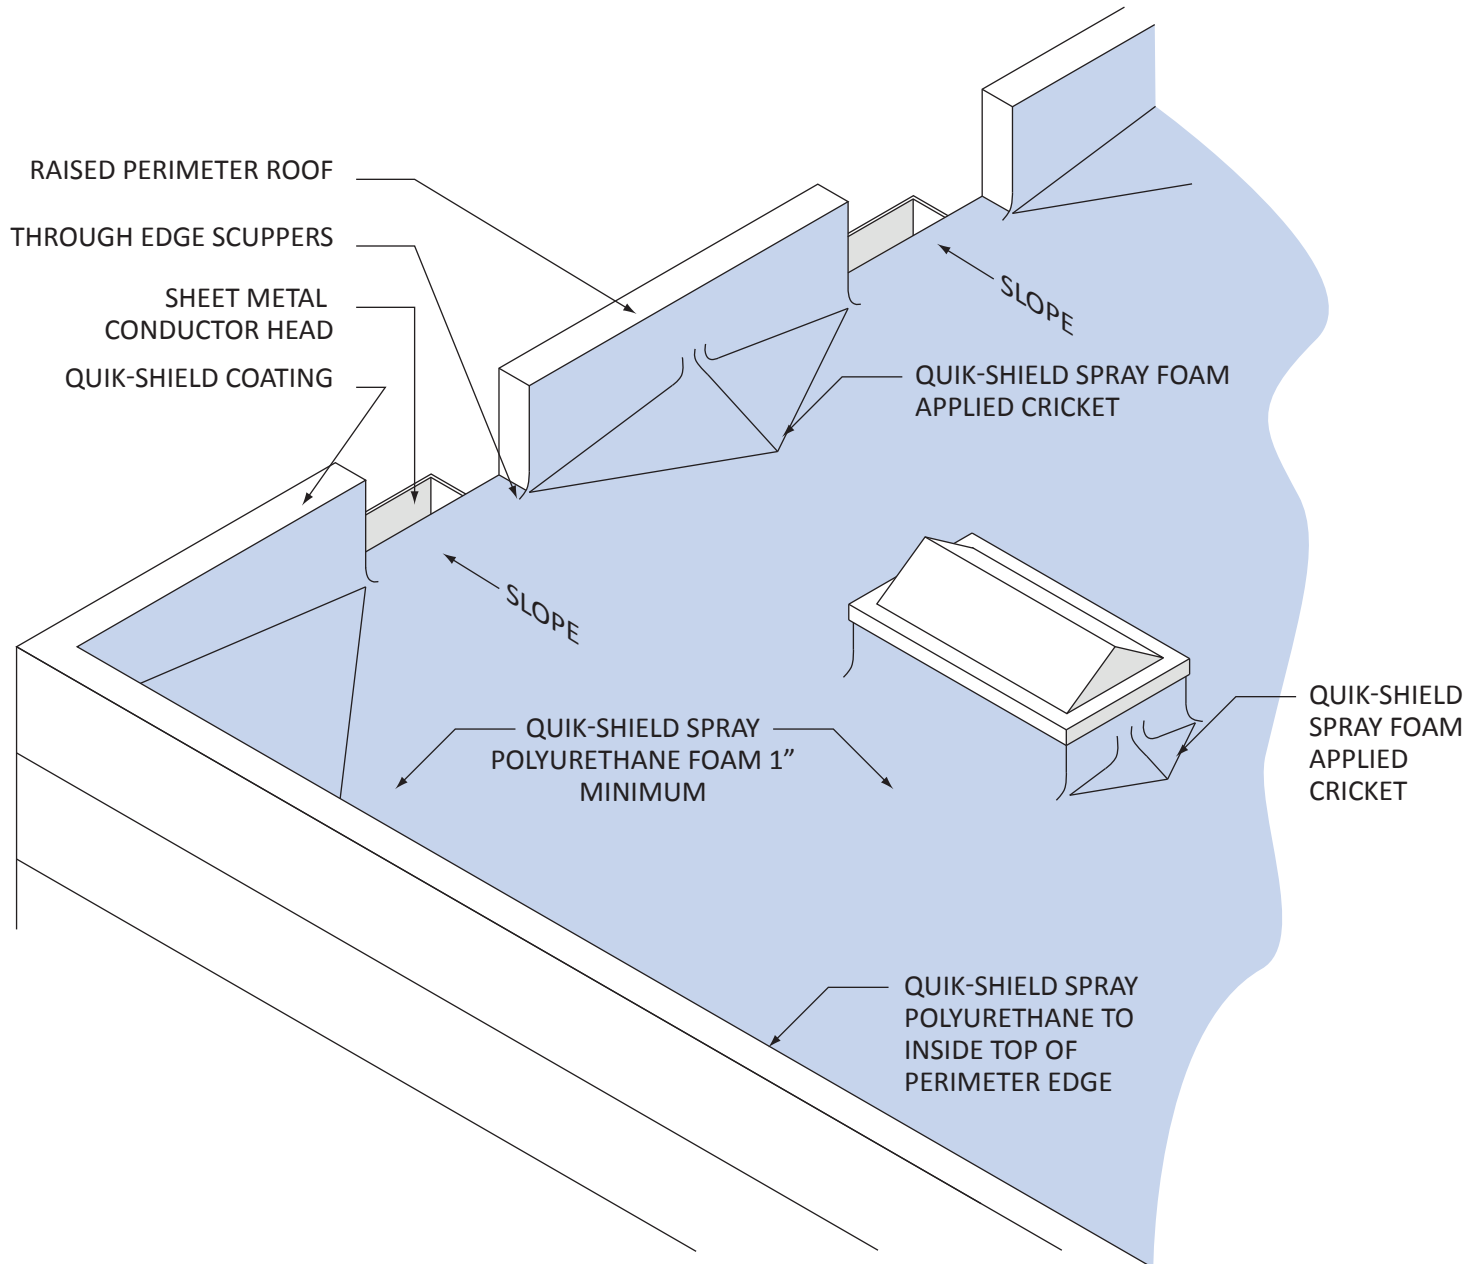 RAISED PERIMETER ROOF
THROUGH EDGE SCUPPERS
SHEET METAL
CONDUCTOR HEAD
QUIK-SHIELD COATING
SLOPE
QUIK-SHIELD SPRAY FOAM
APPLIED CRICKET
SLOPE
QUIK-SHIELD SPRAY
POLYURETHANE FOAM 1”
MINIMUM
QUIK-SHIELD
SPRAY FOAM
APPLIED
CRICKET
QUIK-SHIELD SPRAY
POLYURETHANE TO
INSIDE TOP OF
PERIMETER EDGE